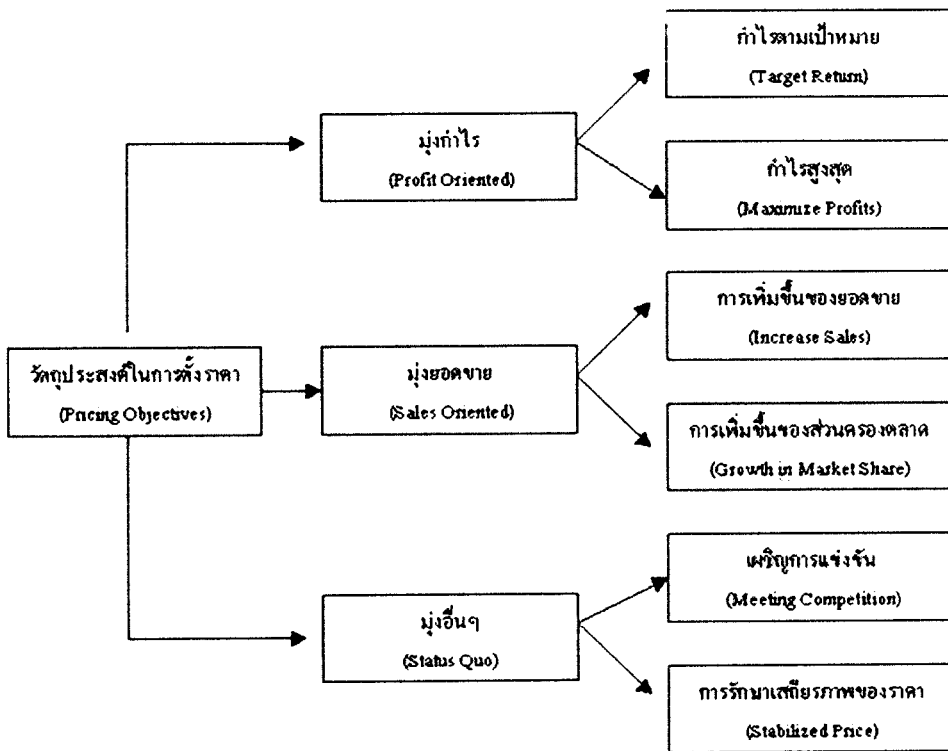 กำไรตามเป้าหมาย
(Target Return)
มุ่งกำไร
(Profit Oriented)
กำไรสูงสุด
(Maximize Profits)
การเพิ่มขึ้นของยอดขาย
(Increase Sales)
วัตถุประสงค์ในการตั้งราคา
(Pricing Objectives)
มุ่งยอดขาย
(Sales Oriented)
การเพิ่มขึ้นของส่วนครองตลาด
(Growth in Market Share)
เผชิญการแข่งขัน
(Meeting Competition)
มุ่งอื่นๆ
(Status Quo)
การรักษาเสถียรภาพของราคา
(Stabilized Price)